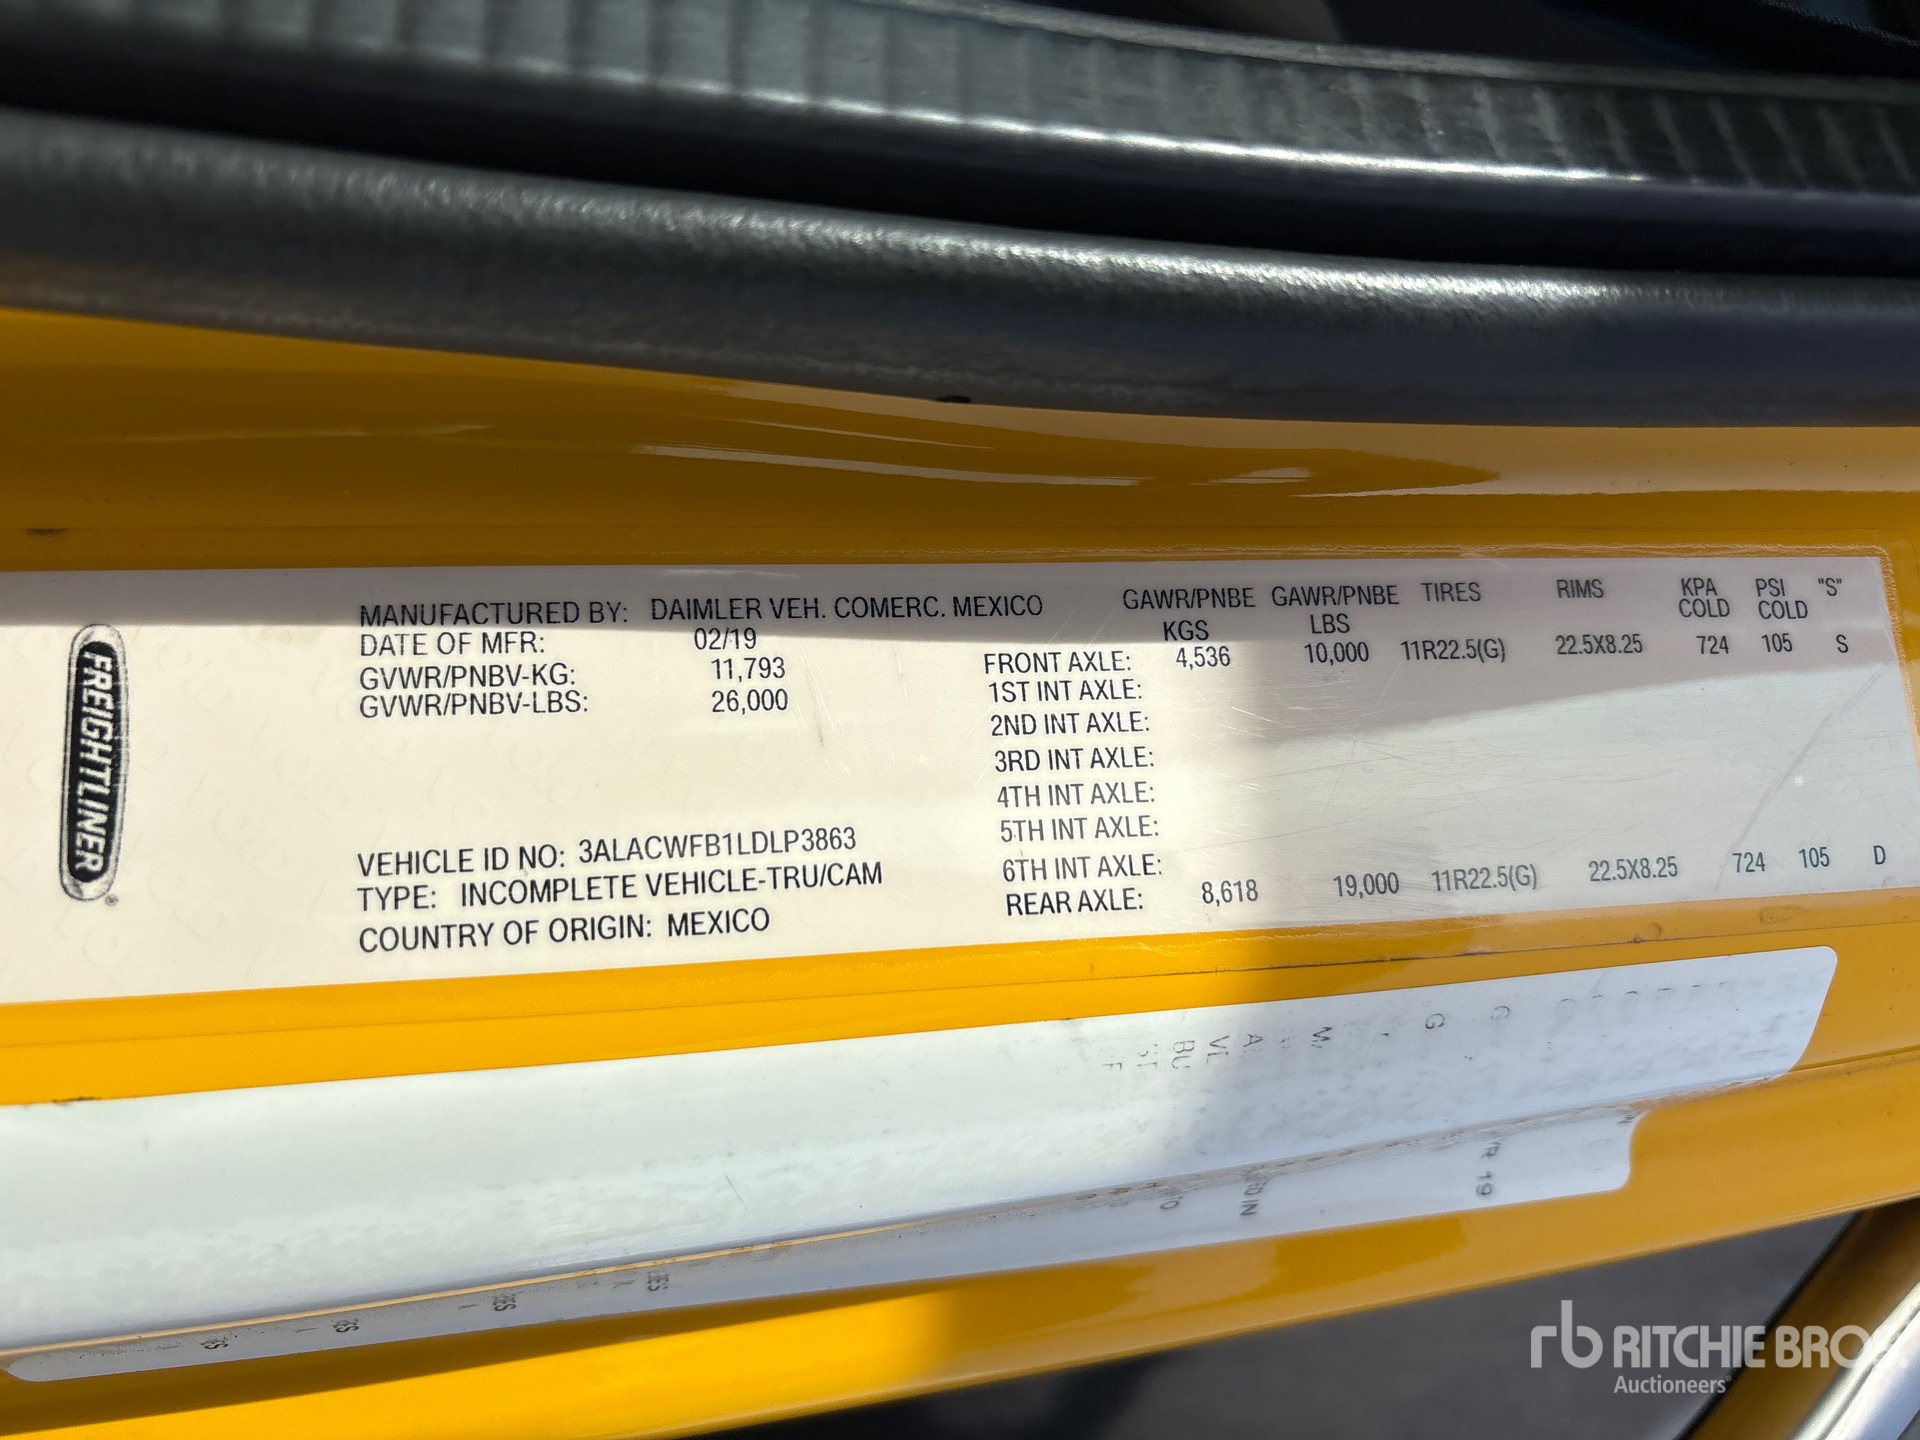 FREIGHTLINER®
MANUFACTURED BY: DAIMLER VEH. COMERC. MEXICO
DATE OF MFR: 02/19
GVWR/PNBV-KG: 11,793
GVWR/PNBV-LBS: 26,000
VEHICLE ID NO: 3ALACWFB1LDLP3863
TYPE: INCOMPLETE VEHICLE-TRU/CAM
COUNTRY OF ORIGIN: MEXICO
GAWR/PNBE KGS GAWR/PNBE LBS TIRES RIMS KPA COLD PSI COLD "S"
FRONT AXLE: 4,536 10,000 11R22.5(G) 22.5X8.25 724 105 S
1ST INT AXLE:
2ND INT AXLE:
3RD INT AXLE:
4TH INT AXLE:
5TH INT AXLE:
6TH INT AXLE:
REAR AXLE: 8,618 19,000 11R22.5(G) 22.5X8.25 724 105 D
rb RITCHIE BROS.
Auctioneers